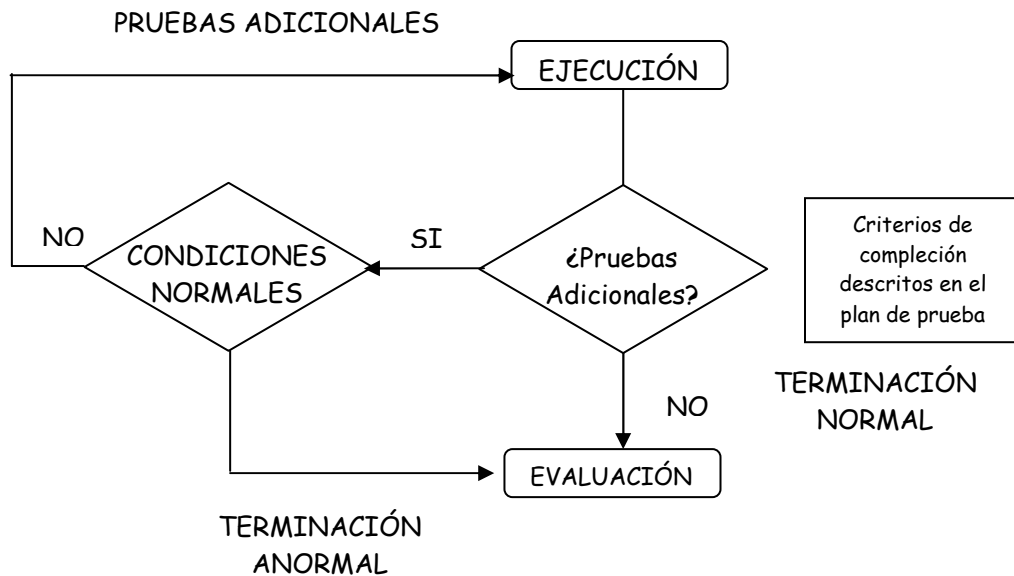 PRUEBAS ADICIONALES
EJECUCIÓN
NO
CONDICIONES
NORMALES
SI
¿Pruebas
Adicionales?
Criterios de
compleción
descritos en el
plan de prueba
TERMINACIÓN
NORMAL
NO
EVALUACIÓN
TERMINACIÓN
ANORMAL